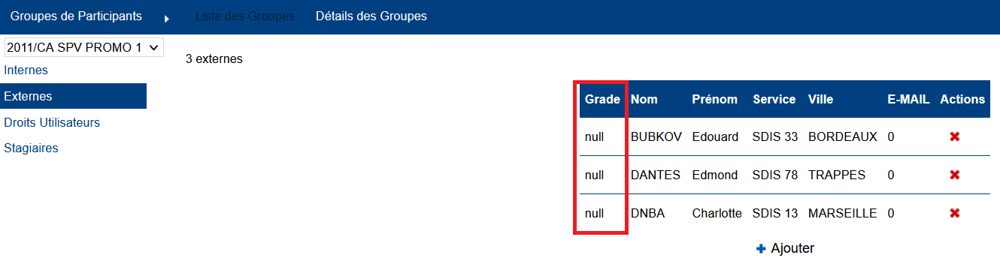 Groupes de Participants Liste des Groupes Détails des Groupes
2011/CA SPV PROMO 1
3 externes
Internes
Externes
Droits Utilisateurs
Stagiaires
Grade Nom Prénom Service Ville E-MAIL Actions
null BUBKOV Edouard SDIS 33 BORDEAUX 0
null DANTES Edmond SDIS 78 TRAPPES 0
null DNBA Charlotte SDIS 13 MARSEILLE 0
Ajouter